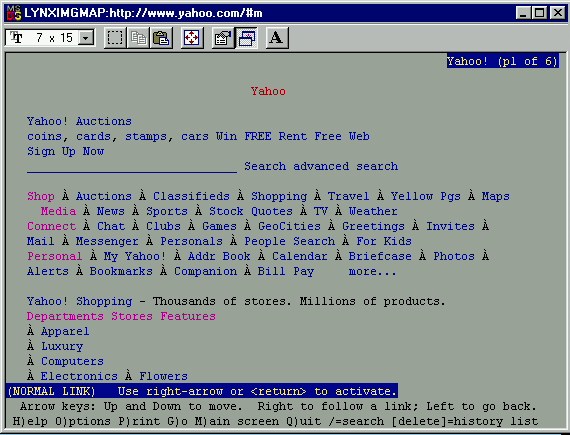 LYNXIMGMAP:http://www.yahoo.com/#m
7 x 15
A
Yahoo! (p1 of 6)
Yahoo
Yahoo! Auctions
coins, cards, stamps, cars Win FREE Rent Free Web
Sign Up Now
______________________________ Search advanced search
Shop À Auctions À Classifieds À Shopping À Travel À Yellow Pgs À Maps
Media À News À Sports À Stock Quotes À TV À Weather
Connect À Chat À Clubs À Games À GeoCities À Greetings À Invites À
Mail À Messenger À Personals À People Search À For Kids
Personal À My Yahoo! À Addr Book À Calendar À Briefcase À Photos À
Alerts À Bookmarks À Companion À Bill Pay     more...
Yahoo! Shopping - Thousands of stores. Millions of products.
Departments Stores Features
À Apparel
À Luxury
À Computers
À Electronics À Flowers
(NORMAL LINK)   Use right-arrow or <return> to activate.
Arrow keys: Up and Down to move.  Right to follow a link; Left to go back.
H)elp O)ptions P)rint G)o M)ain screen Q)uit /=search [delete]=history list